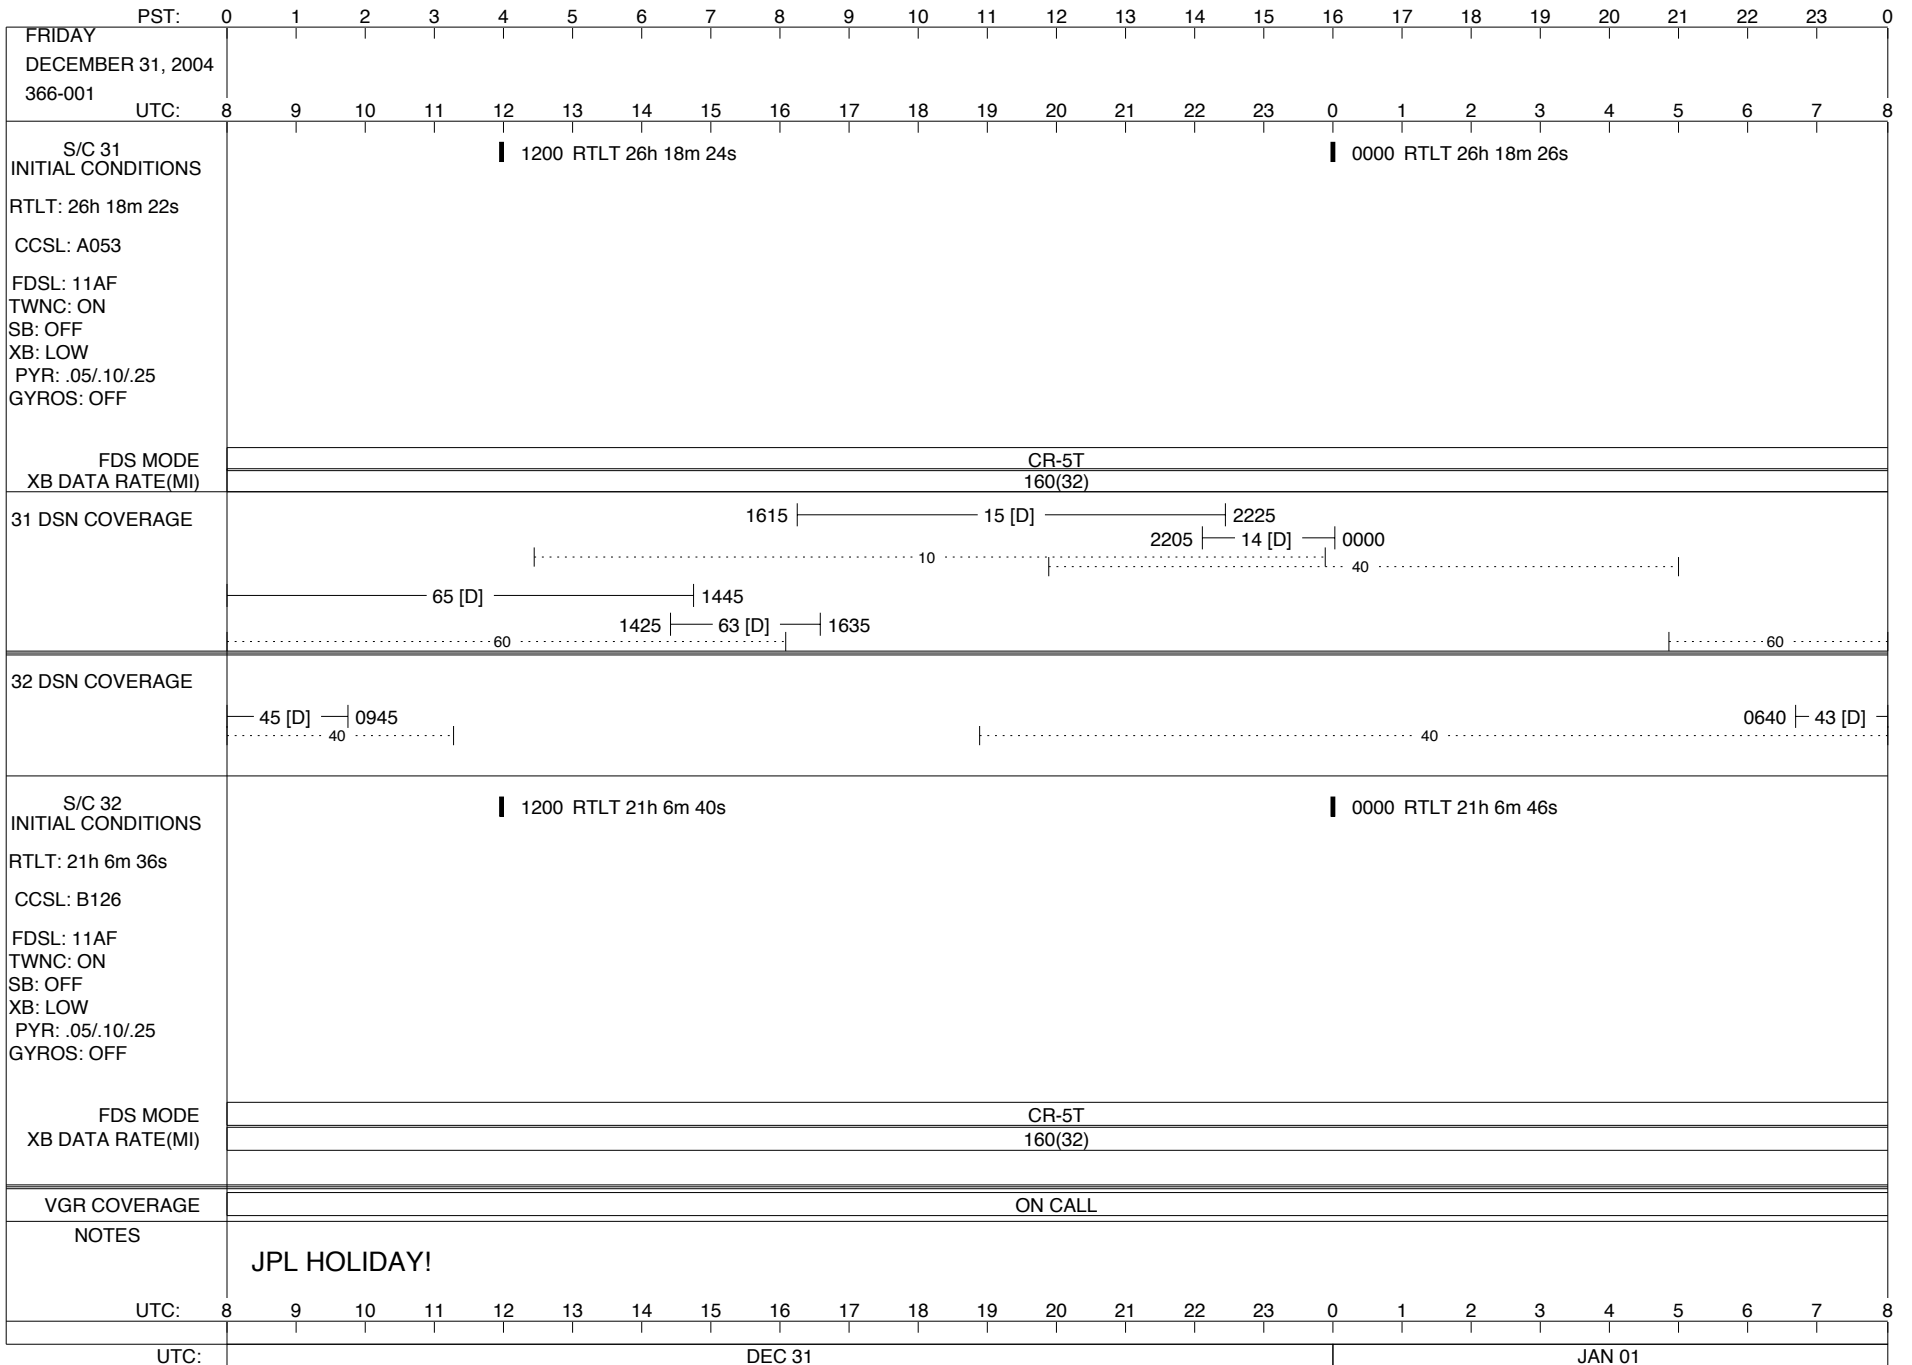 PST: 0 1 2 3 4 5 6 7 8 9 10 11 12 13 14 15 16 17 18 19 20 21 22 23 0
FRIDAY
DECEMBER 31, 2004
366-001
UTC: 8 9 10 11 12 13 14 15 16 17 18 19 20 21 22 23 0 1 2 3 4 5 6 7 8
S/C 31
INITIAL CONDITIONS
1200 RTLT 26h 18m 24s
0000 RTLT 26h 18m 26s
RTLT: 26h 18m 22s
CCSL: A053
FDSL: 11AF
TWNC: ON
SB: OFF
XB: LOW
PYR: .05/.10/.25
GYROS: OFF
FDS MODE CR-5T
XB DATA RATE(MI) 160(32)
31 DSN COVERAGE
1615 15 [D] 2225
2205 14 [D] 0000
10
40
65 [D] 1445
1425 63 [D] 1635
60 60
32 DSN COVERAGE
45 [D] 0945 0640 43 [D]
40 40
S/C 32
INITIAL CONDITIONS
1200 RTLT 21h 6m 40s
0000 RTLT 21h 6m 46s
RTLT: 21h 6m 36s
CCSL: B126
FDSL: 11AF
TWNC: ON
SB: OFF
XB: LOW
PYR: .05/.10/.25
GYROS: OFF
FDS MODE CR-5T
XB DATA RATE(MI) 160(32)
VGR COVERAGE ON CALL
NOTES
JPL HOLIDAY!
UTC: 8 9 10 11 12 13 14 15 16 17 18 19 20 21 22 23 0 1 2 3 4 5 6 7 8
UTC: DEC 31 JAN 01